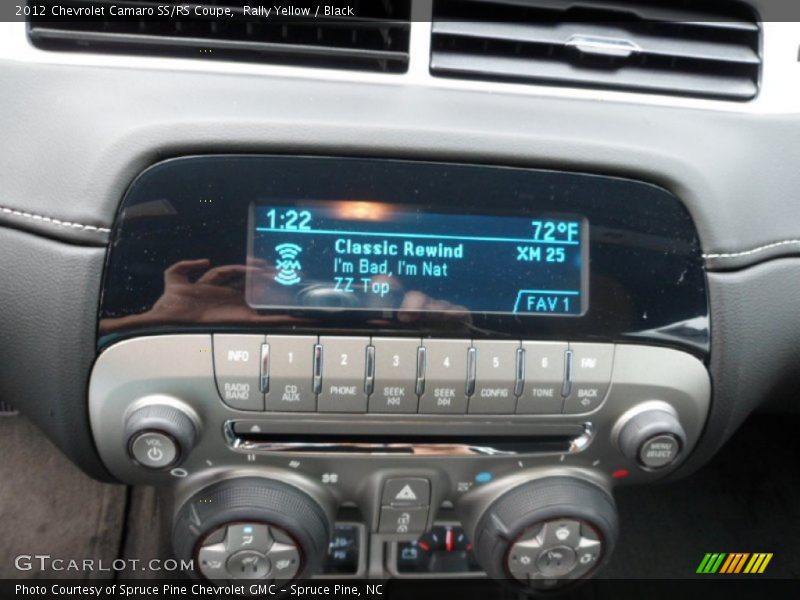 2012 Chevrolet Camaro SS/RS Coupe,  Rally Yellow / Black
1:22
72°F
Classic Rewind
XM 25
XM
I'm Bad, I'm Nat
ZZ Top
FAV 1
INFO 1 2 3 4 5 6 FAV
RADIO BAND
CD AUX
PHONE
SEEK
SEEK
CONFIG
TONE
BACK
VOL
MENU SELECT
GTCarLot.com
Photo Courtesy of Spruce Pine Chevrolet GMC – Spruce Pine, NC